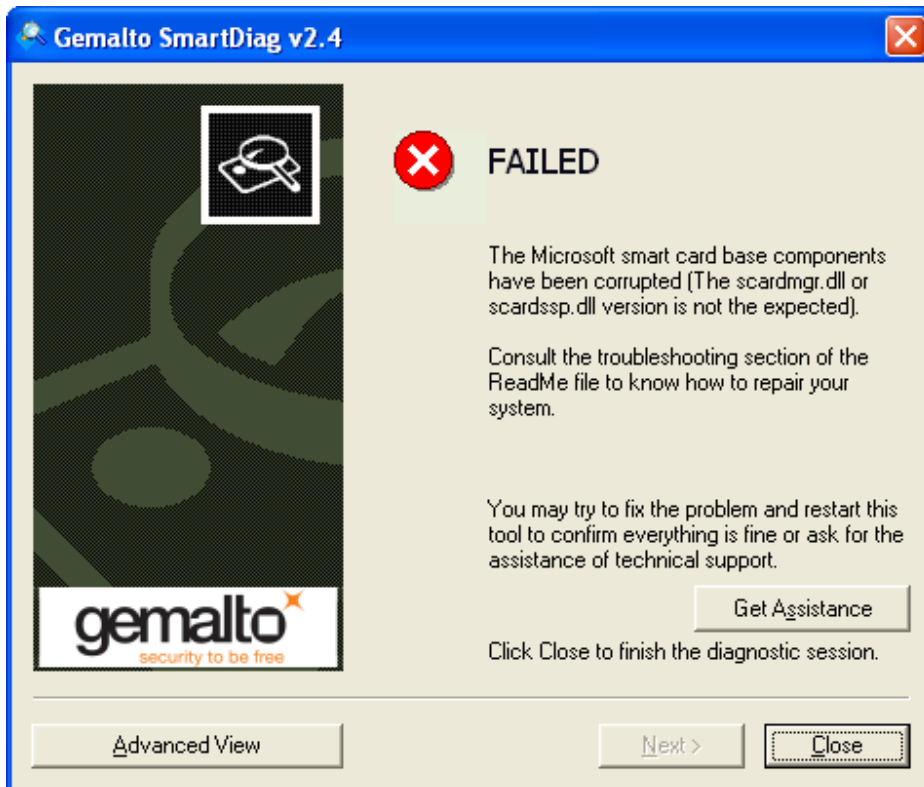 Gemalto SmartDiag v2.4
FAILED
The Microsoft smart card base components
have been corrupted (The scardmgr.dll or
scardssp.dll version is not the expected).
Consult the troubleshooting section of the
ReadMe file to know how to repair your
system.
You may try to fix the problem and restart this
tool to confirm everything is fine or ask for the
assistance of technical support.
Get Assistance
gemalto
security to be free
Click Close to finish the diagnostic session.
Advanced View
Next >
Close